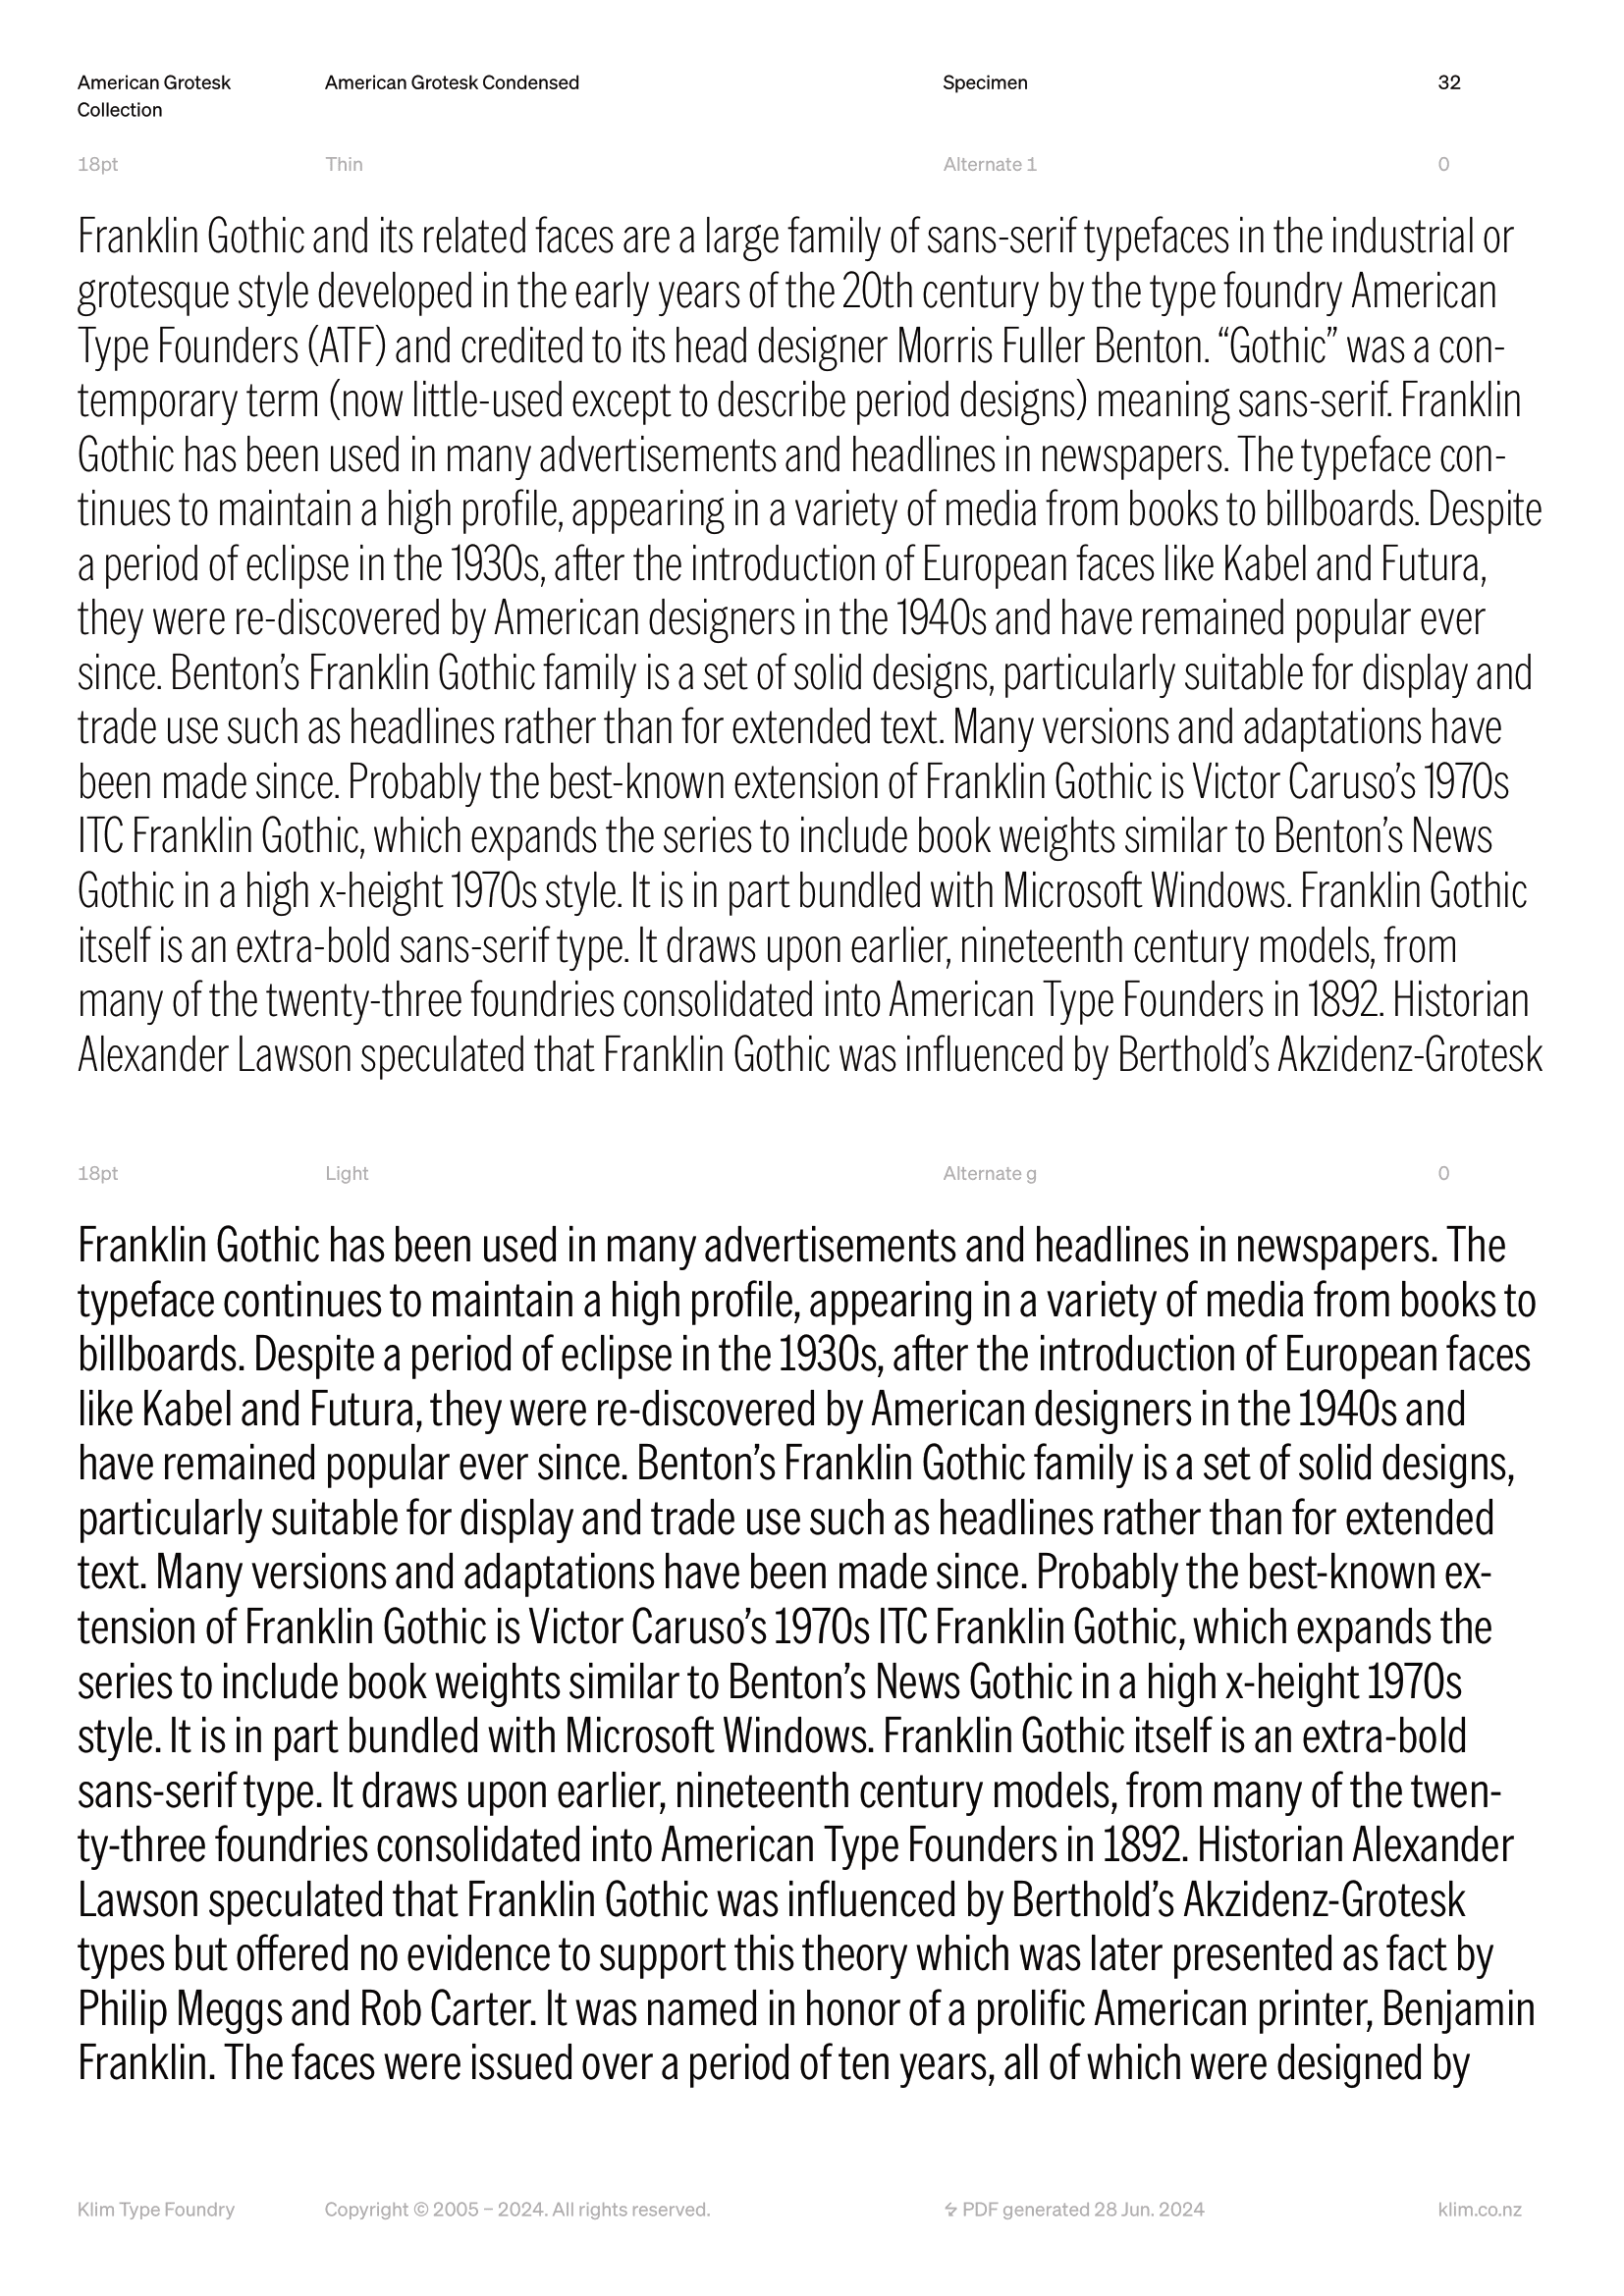 American Grotesk Collection
American Grotesk Condensed
Specimen
32
18pt
Thin
Alternate 1
0
Franklin Gothic and its related faces are a large family of sans-serif typefaces in the industrial or
grotesque style developed in the early years of the 20th century by the type foundry American
Type Founders (ATF) and credited to its head designer Morris Fuller Benton. “Gothic” was a con-
temporary term (now little-used except to describe period designs) meaning sans-serif. Franklin
Gothic has been used in many advertisements and headlines in newspapers. The typeface con-
tinues to maintain a high profile, appearing in a variety of media from books to billboards. Despite
a period of eclipse in the 1930s, after the introduction of European faces like Kabel and Futura,
they were re-discovered by American designers in the 1940s and have remained popular ever
since. Benton’s Franklin Gothic family is a set of solid designs, particularly suitable for display and
trade use such as headlines rather than for extended text. Many versions and adaptations have
been made since. Probably the best-known extension of Franklin Gothic is Victor Caruso’s 1970s
ITC Franklin Gothic, which expands the series to include book weights similar to Benton’s News
Gothic in a high x-height 1970s style. It is in part bundled with Microsoft Windows. Franklin Gothic
itself is an extra-bold sans-serif type. It draws upon earlier, nineteenth century models, from
many of the twenty-three foundries consolidated into American Type Founders in 1892. Historian
Alexander Lawson speculated that Franklin Gothic was influenced by Berthold’s Akzidenz-Grotesk
18pt
Light
Alternate g
0
Franklin Gothic has been used in many advertisements and headlines in newspapers. The
typeface continues to maintain a high profile, appearing in a variety of media from books to
billboards. Despite a period of eclipse in the 1930s, after the introduction of European faces
like Kabel and Futura, they were re-discovered by American designers in the 1940s and
have remained popular ever since. Benton’s Franklin Gothic family is a set of solid designs,
particularly suitable for display and trade use such as headlines rather than for extended
text. Many versions and adaptations have been made since. Probably the best-known ex-
tension of Franklin Gothic is Victor Caruso’s 1970s ITC Franklin Gothic, which expands the
series to include book weights similar to Benton’s News Gothic in a high x-height 1970s
style. It is in part bundled with Microsoft Windows. Franklin Gothic itself is an extra-bold
sans-serif type. It draws upon earlier, nineteenth century models, from many of the twen-
ty-three foundries consolidated into American Type Founders in 1892. Historian Alexander
Lawson speculated that Franklin Gothic was influenced by Berthold’s Akzidenz-Grotesk
types but offered no evidence to support this theory which was later presented as fact by
Philip Meggs and Rob Carter. It was named in honor of a prolific American printer, Benjamin
Franklin. The faces were issued over a period of ten years, all of which were designed by
Klim Type Foundry
Copyright © 2005 – 2024. All rights reserved.
PDF generated 28 Jun. 2024
klim.co.nz